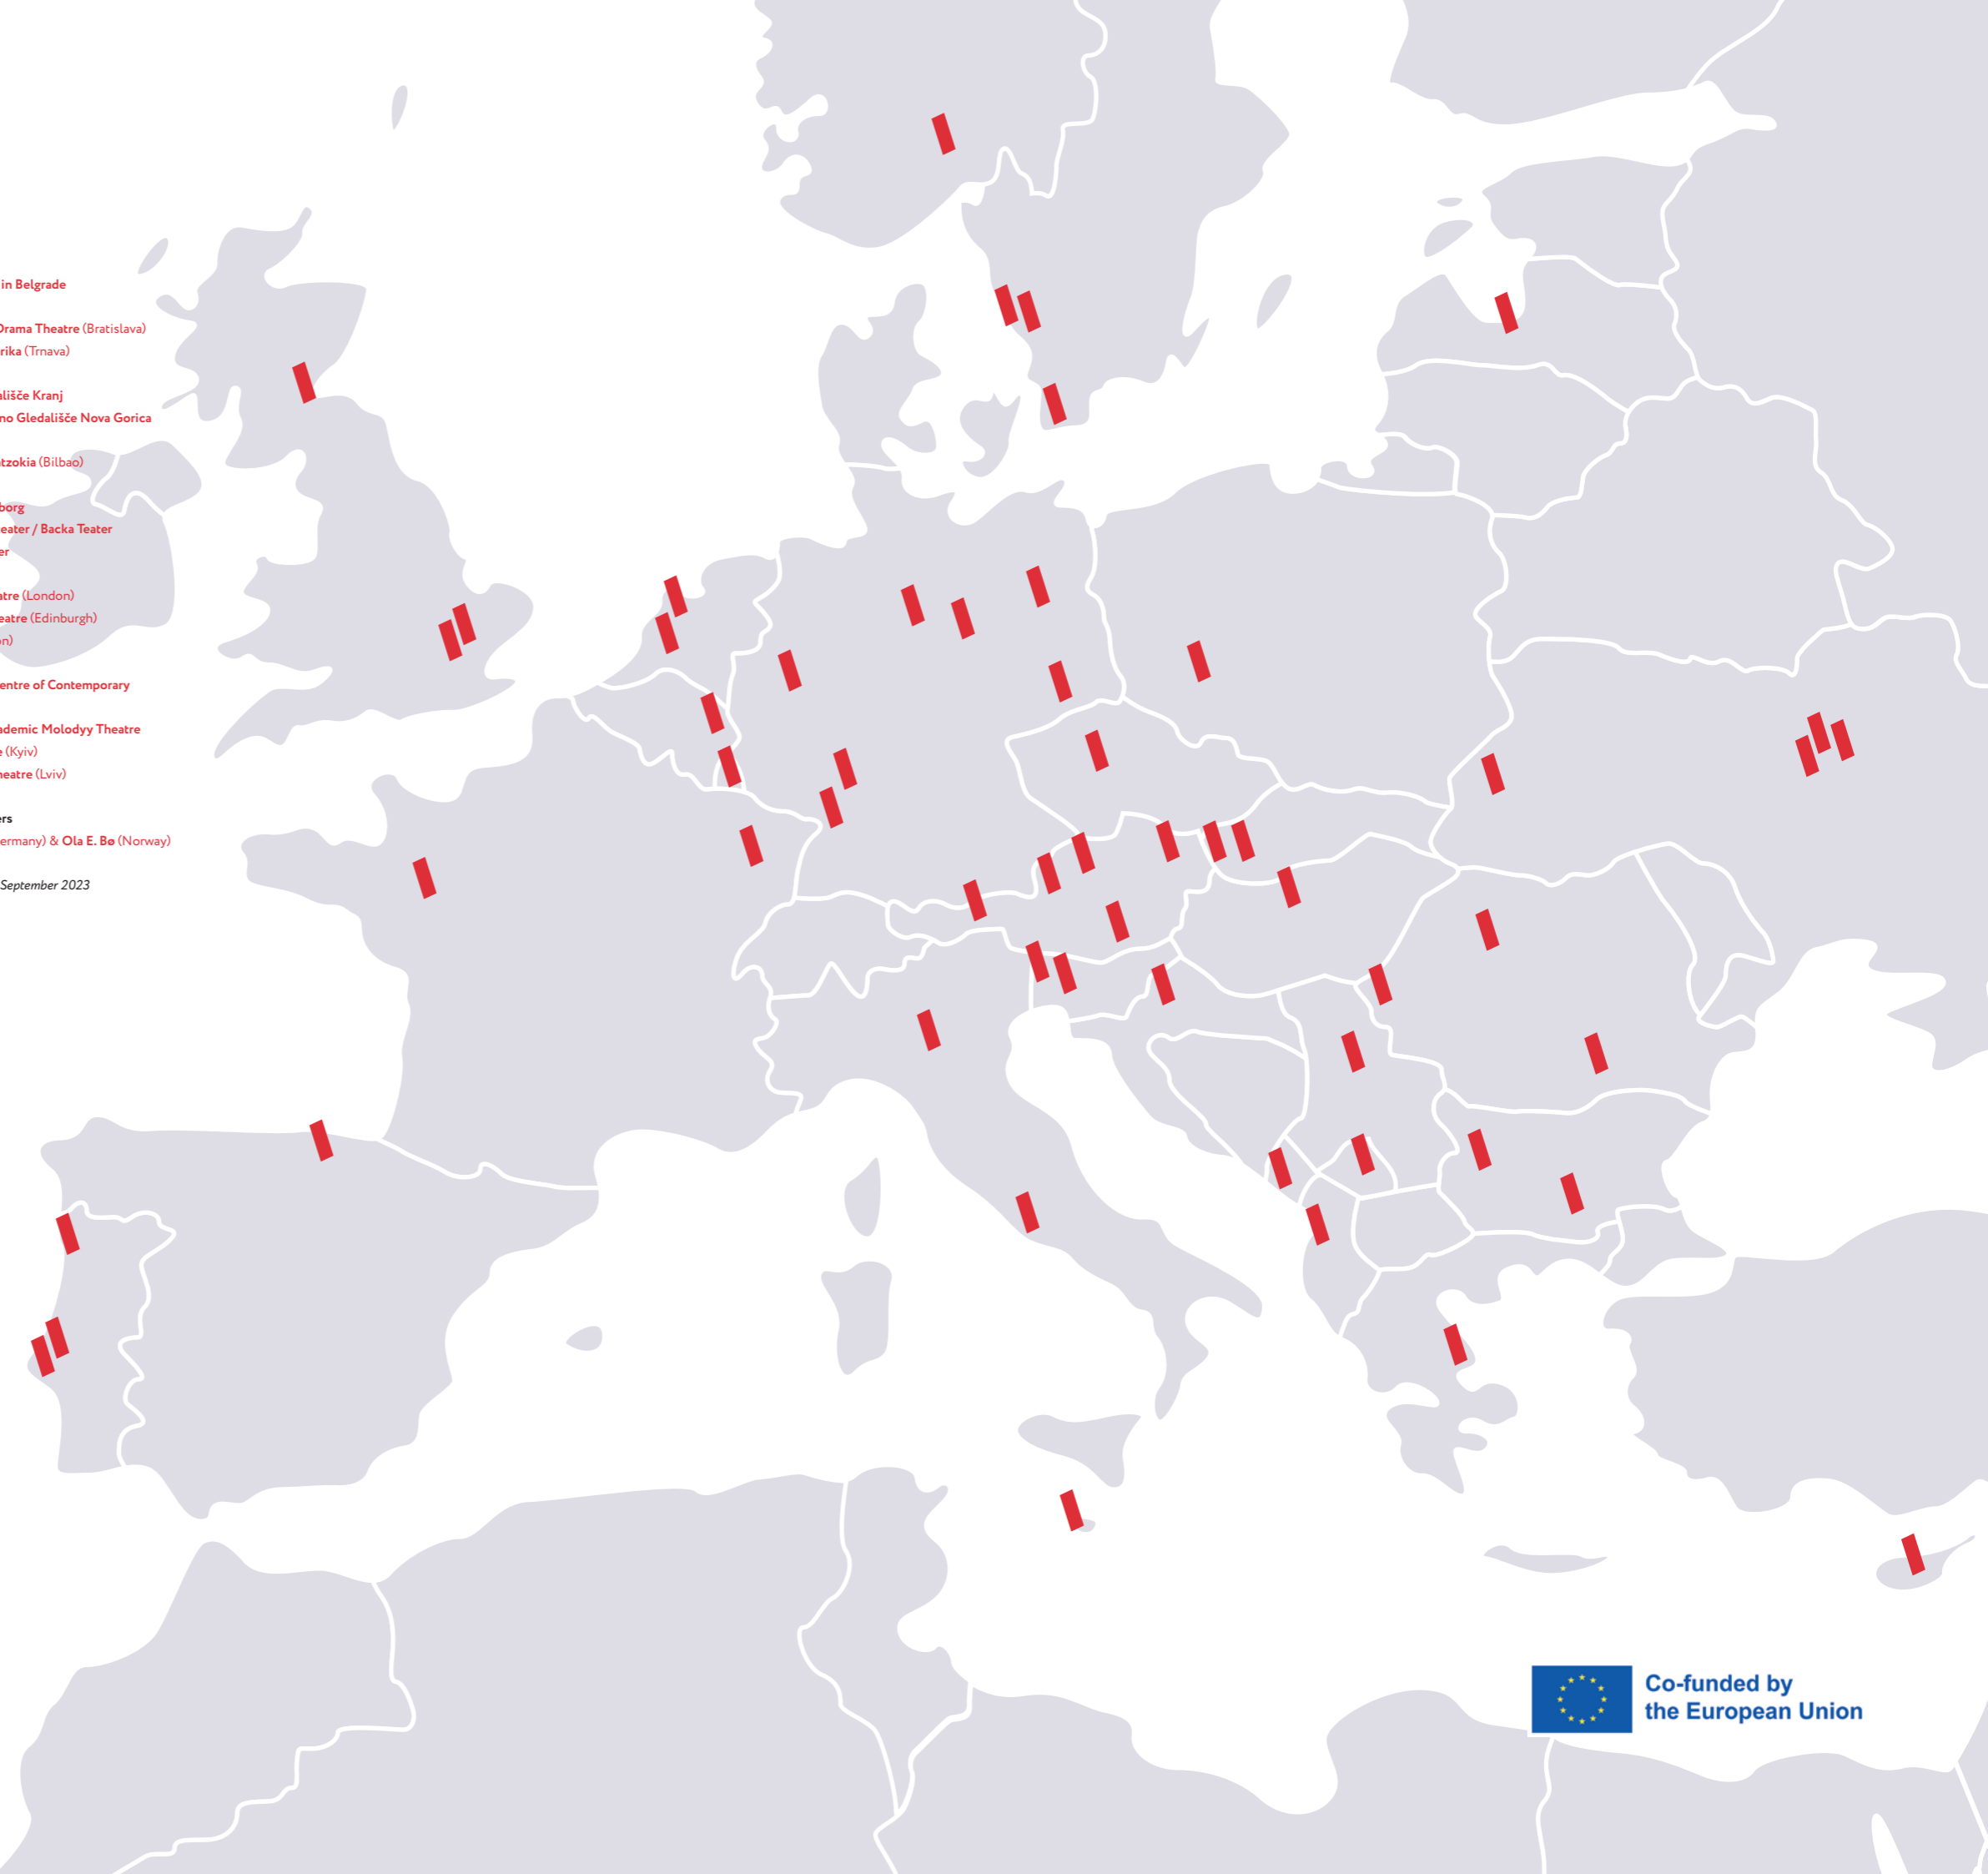 in Belgrade
Drama Theatre (Bratislava)
rika (Trnava)
ališče Kranj
no Gledališče Nova Gorica
tzokia (Bilbao)
borg
eater / Backa Teater
er
atre (London)
eatre (Edinburgh)
on)
entre of Contemporary
ademic Molodyy Theatre
e (Kyiv)
heatre (Lviv)
ers
ermany) & Ola E. Bø (Norway)
September 2023
Co-funded by
the European Union